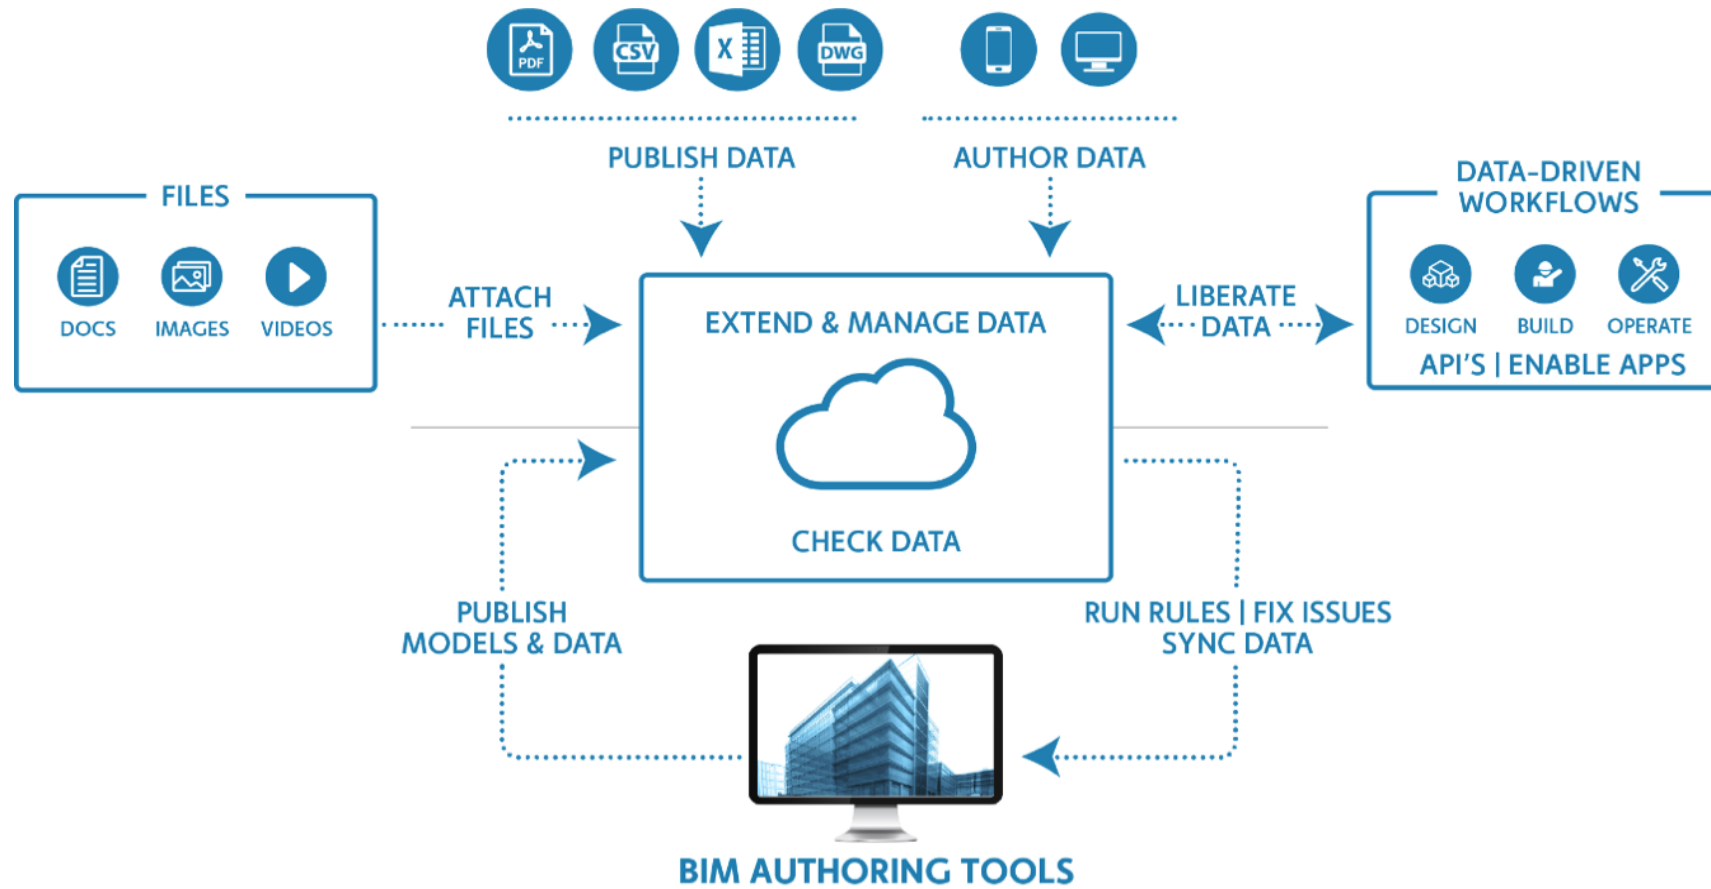 PDF
CSV
X
DWG
PUBLISH DATA
AUTHOR DATA
FILES
DOCS
IMAGES
VIDEOS
ATTACH
FILES
EXTEND & MANAGE DATA
CHECK DATA
LIBERATE
DATA
DATA-DRIVEN
WORKFLOWS
DESIGN
BUILD
OPERATE
API'S | ENABLE APPS
PUBLISH
MODELS & DATA
RUN RULES | FIX ISSUES
SYNC DATA
BIM AUTHORING TOOLS